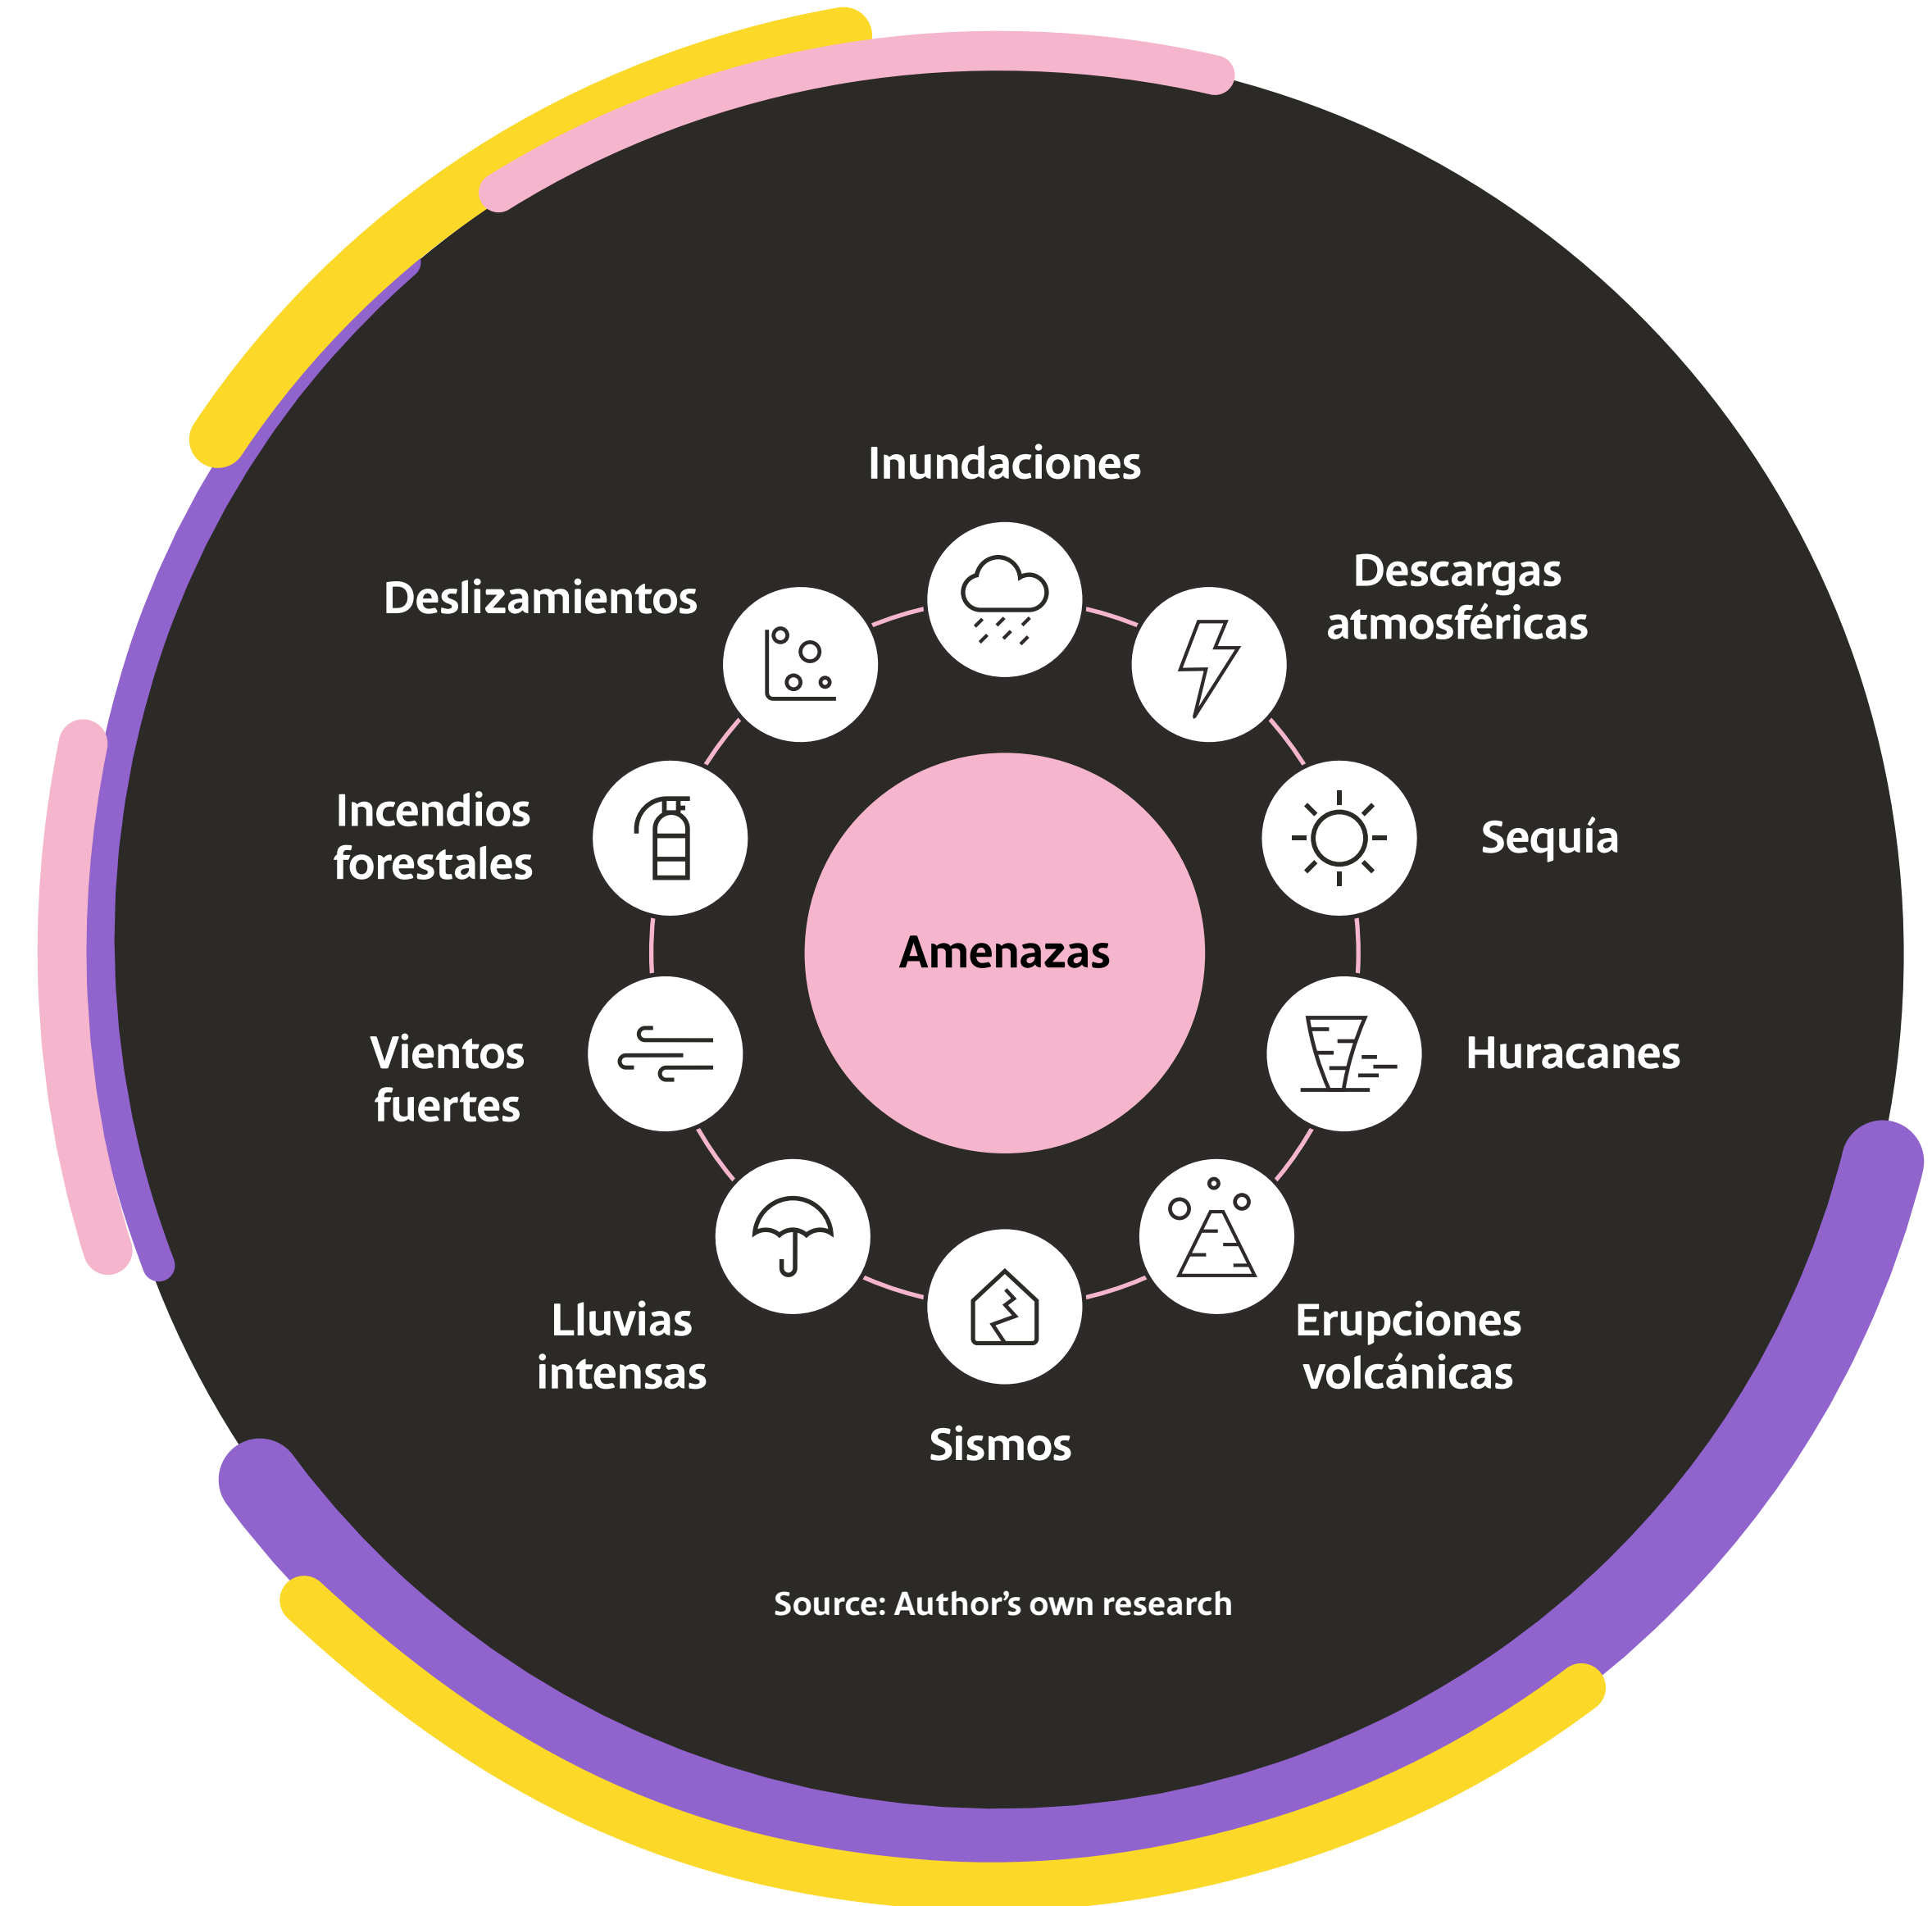 Inundaciones
Descargas
atmosféricas
Deslizamientos
Incendios
forestales
Sequía
Amenazas
Vientos
fuertes
Huracanes
Lluvias
intensas
Erupciones
volcánicas
Sismos
Source: Author’s own research